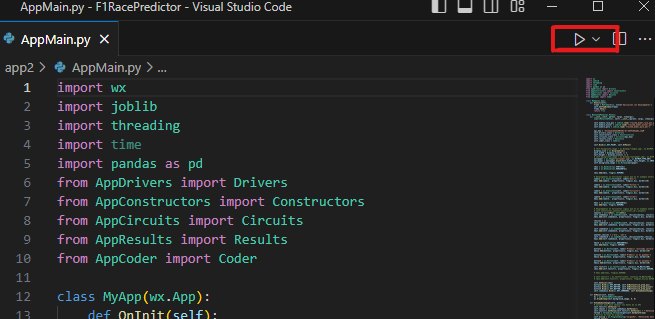 AppMain.py - F1RacePredictor - Visual Studio Code
AppMain.py
app2 > AppMain.py > ...
1 import wx
2 import joblib
3 import threading
4 import time
5 import pandas as pd
6 from AppDrivers import Drivers
7 from AppConstructors import Constructors
8 from AppCircuits import Circuits
9 from AppResults import Results
10 from AppCoder import Coder
11
12 class MyApp(wx.App):
13 def OnInit(self):